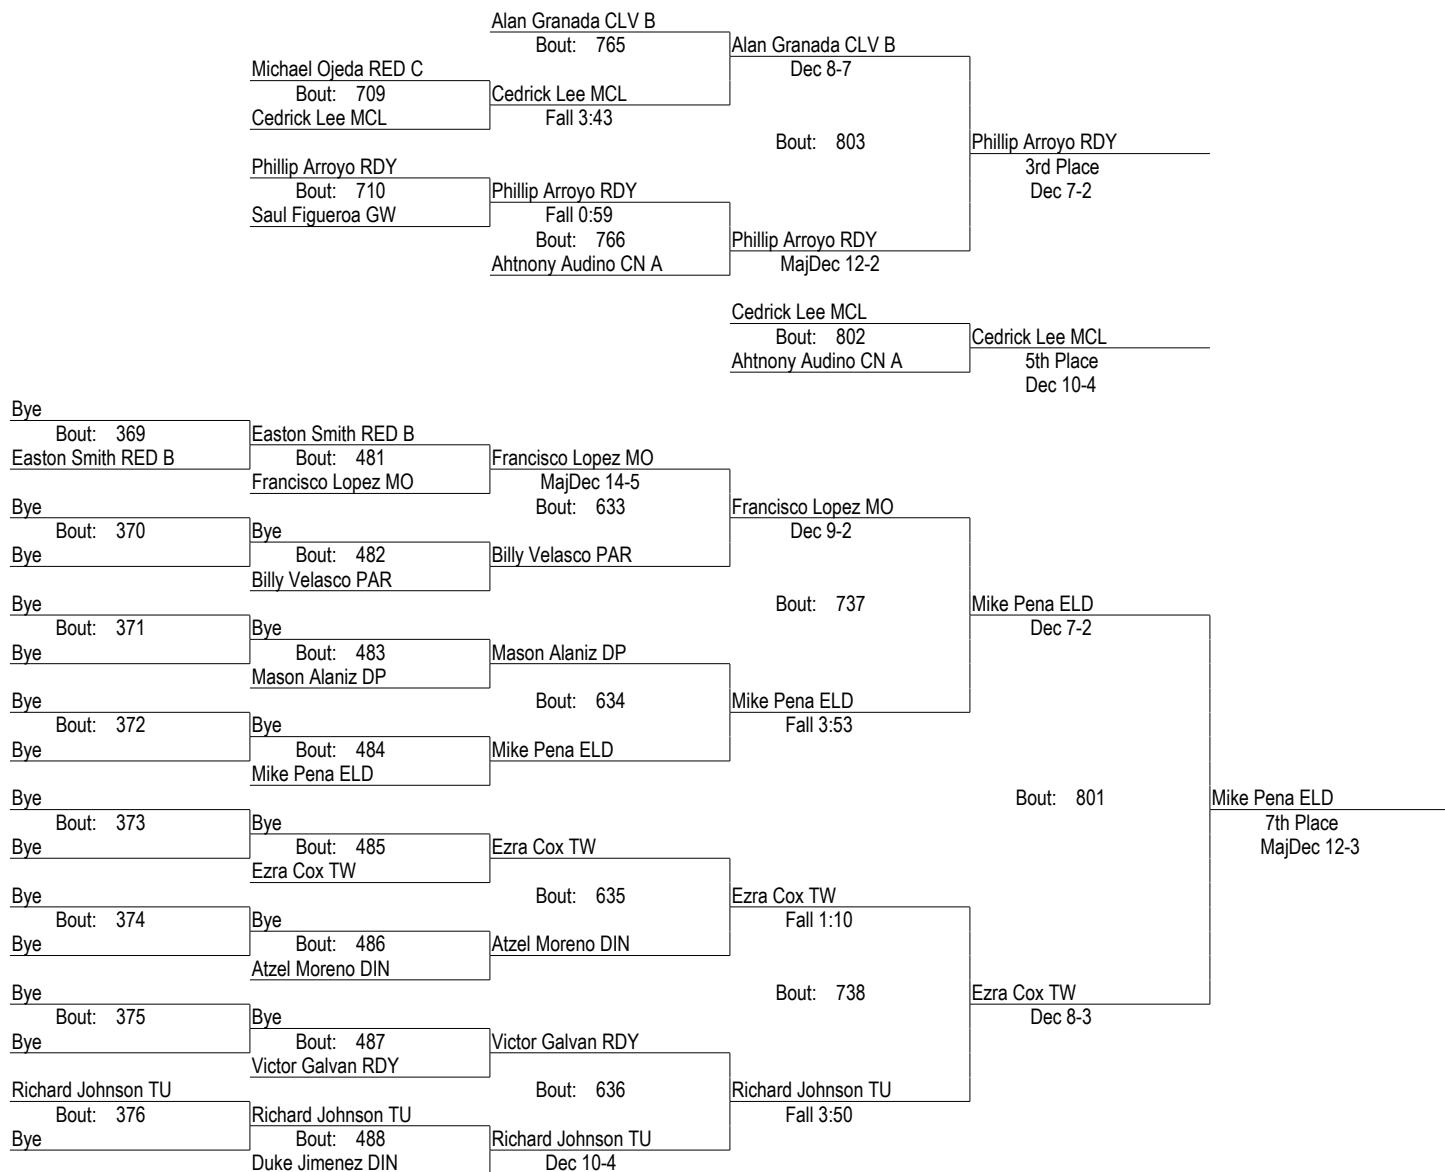 Alan Granada CLV B
Bout: 765
Alan Granada CLV B
Dec 8-7
Michael Ojeda RED C
Bout: 709
Cedrick Lee MCL
Cedrick Lee MCL
Fall 3:43
Bout: 803
Phillip Arroyo RDY
3rd Place
Dec 7-2
Phillip Arroyo RDY
Bout: 710
Saul Figueroa GW
Phillip Arroyo RDY
Fall 0:59
Bout: 766
Ahtnony Audino CN A
Phillip Arroyo RDY
MajDec 12-2
Cedrick Lee MCL
Bout: 802
Ahtnony Audino CN A
Cedrick Lee MCL
5th Place
Dec 10-4
Bye
Bout: 369
Easton Smith RED B
Easton Smith RED B
Bout: 481
Francisco Lopez MO
Francisco Lopez MO
MajDec 14-5
Bout: 633
Francisco Lopez MO
Dec 9-2
Bye
Bout: 370
Bye
Bye
Bout: 482
Billy Velasco PAR
Billy Velasco PAR
Bout: 737
Mike Pena ELD
Dec 7-2
Bye
Bout: 371
Bye
Bye
Bout: 483
Mason Alaniz DP
Mason Alaniz DP
Bout: 634
Mike Pena ELD
Fall 3:53
Bye
Bout: 372
Bye
Bye
Bout: 484
Mike Pena ELD
Mike Pena ELD
Bout: 801
Mike Pena ELD
7th Place
MajDec 12-3
Bye
Bout: 373
Bye
Bye
Bout: 485
Ezra Cox TW
Ezra Cox TW
Bout: 635
Ezra Cox TW
Fall 1:10
Bye
Bout: 374
Bye
Bye
Bout: 486
Atzel Moreno DIN
Atzel Moreno DIN
Bout: 738
Ezra Cox TW
Dec 8-3
Bye
Bout: 375
Bye
Bye
Bout: 487
Victor Galvan RDY
Victor Galvan RDY
Bout: 636
Richard Johnson TU
Fall 3:50
Richard Johnson TU
Bout: 376
Bye
Richard Johnson TU
Bout: 488
Duke Jimenez DIN
Richard Johnson TU
Dec 10-4